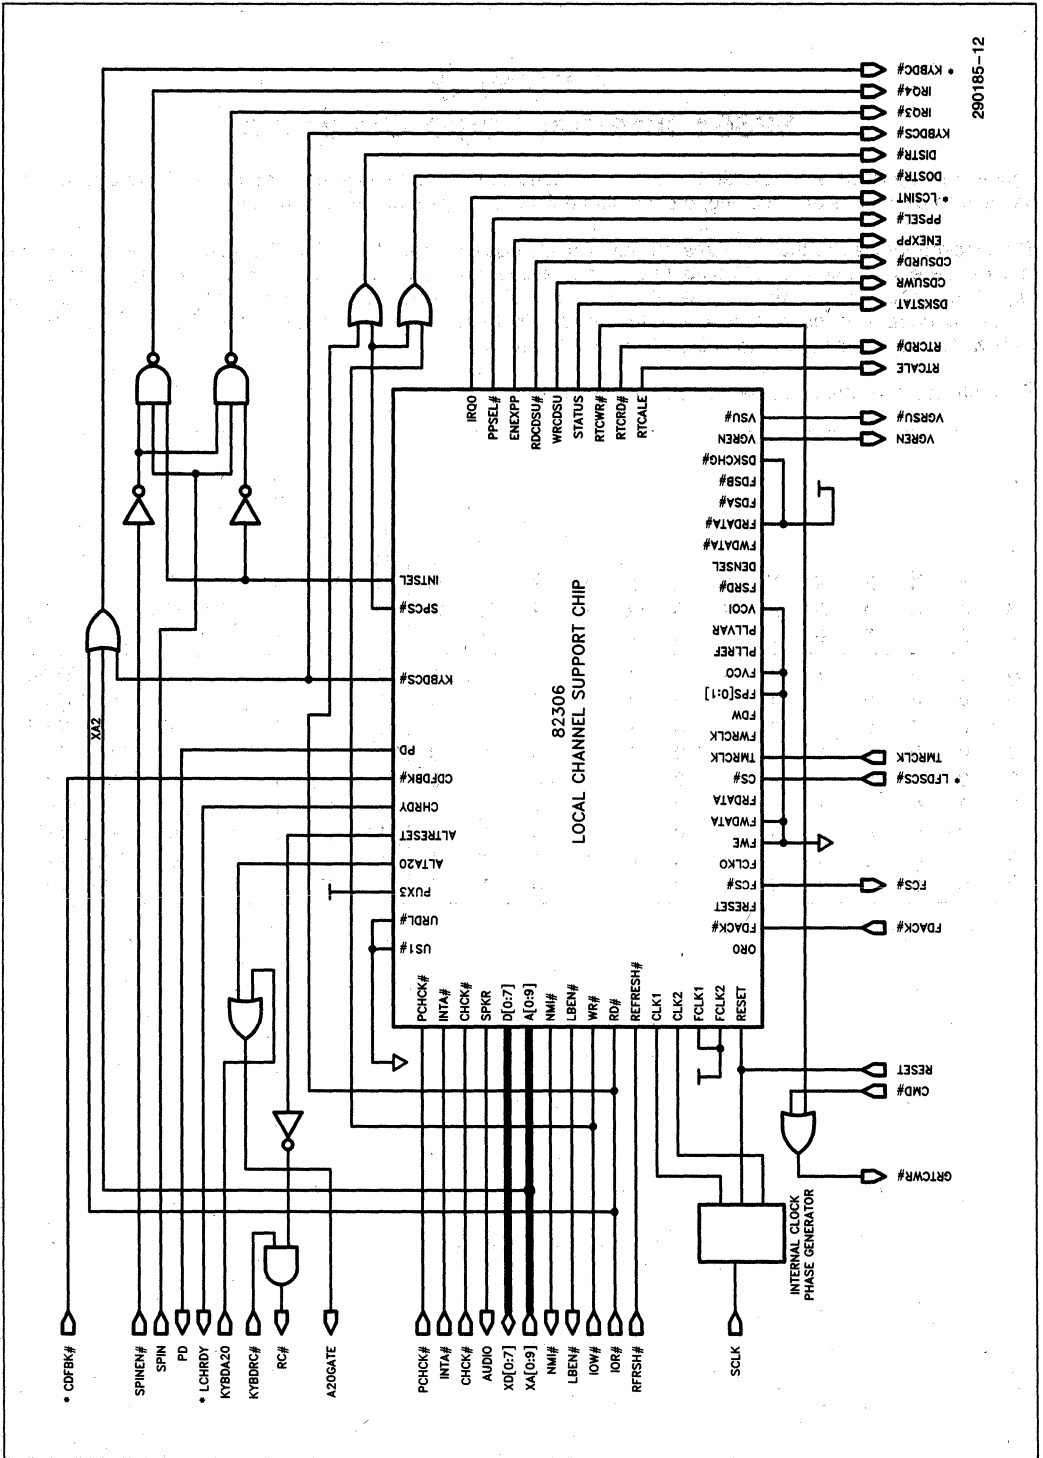 290185-12
* KYBDC#
IRQ4#
IRQ3#
KYBDCS#
DISTR#
DOSTR#
* LCSINT
PPSEL#
ENEXPP
CDSURD#
CDSUWR
DSKSTAT
RTCRD#
RTCALE
VGRSU#
VGREN
TMRCLK
* LFDSCS#
FCS#
FDACK#
RESET
CMD#
GRTCWR#
IRQ0
PPSEL#
ENEXPP
RDCDSU#
WRCDSU
STATUS
RTCWR#
RTCRD#
RTCALE
VSU#
VGREN
DSKCHG#
FDSB#
FDSA#
FRDATA#
FWDATA#
DENSEL
FSRD#
VCOI
PLLVAR
PLLREF
FVCO
FPS[0:1]
FDW
FWRCLK
TMRCLK
CS#
FRDATA
FWDATA
FWE
FCLKO
FCS#
FRESET
FDACK#
ORO
82306
LOCAL CHANNEL SUPPORT CHIP
INTSEL
SPCS#
KYBDCS#
PD
CDFDBK#
CHRDY
ALTRESET
ALTA20
PUX3
URDL#
US1#
XA2
PCHCK#
INTA#
CHCK#
SPKR
D[0:7]
A[0:9]
NMI#
LBEN#
WR#
RD#
REFRESH#
CLK1
CLK2
FCLK1
FCLK2
RESET
INTERNAL CLOCK
PHASE GENERATOR
* CDFBK#
SPINEN#
SPIN
PD
* LCHRDY
KYBDA20
KYBDRC#
RC#
A20GATE
PCHCK#
INTA#
CHCK#
AUDIO
XD[0:7]
XA[0:9]
NMI#
LBEN#
IOW#
IOR#
RFRSH#
SCLK